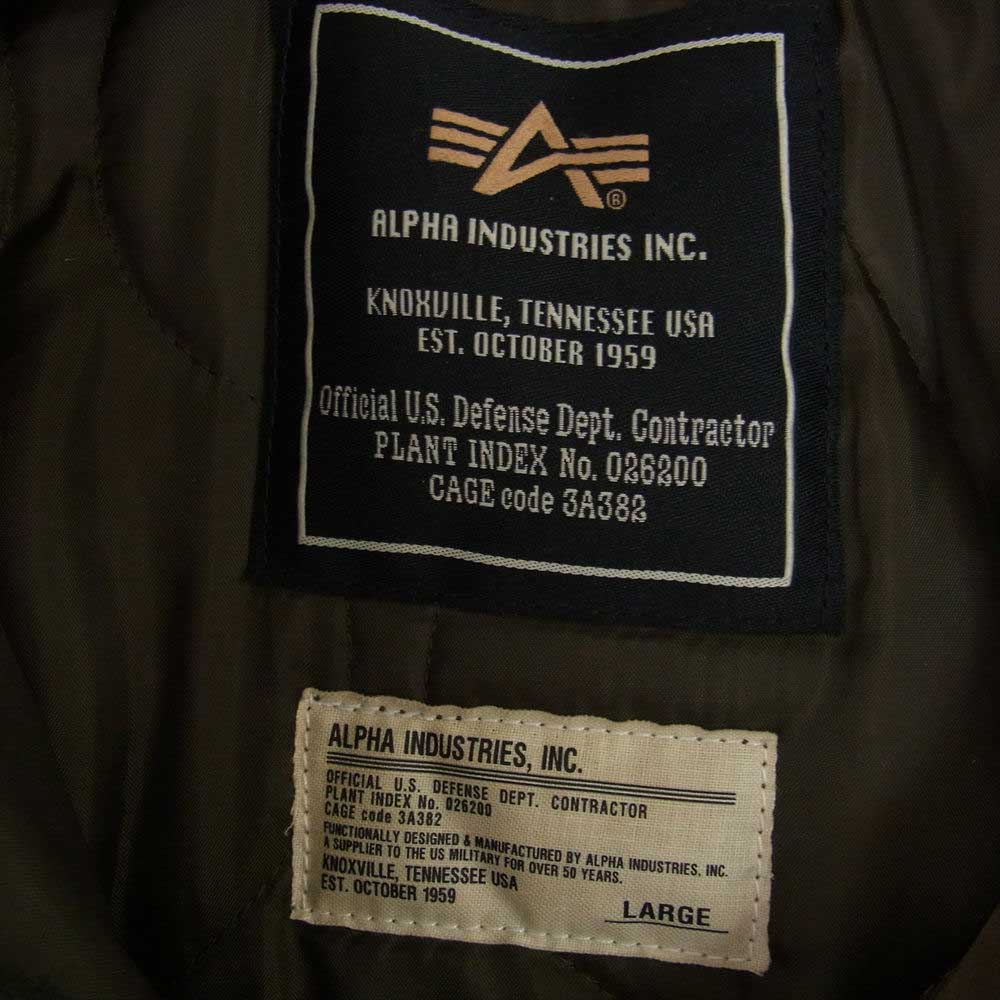 ®
ALPHA INDUSTRIES INC.
KNOXVILLE, TENNESSEE USA
EST. OCTOBER 1959
Official U.S. Defense Dept. Contractor
PLANT INDEX No. 026200
CAGE code 3A382
ALPHA INDUSTRIES, INC.
OFFICIAL U.S. DEFENSE DEPT. CONTRACTOR
PLANT INDEX No. 026200
CAGE code 3A382
FUNCTIONALLY DESIGNED & MANUFACTURED BY ALPHA INDUSTRIES, INC.
A SUPPLIER TO THE US MILITARY FOR OVER 50 YEARS.
KNOXVILLE, TENNESSEE USA
EST. OCTOBER 1959
LARGE